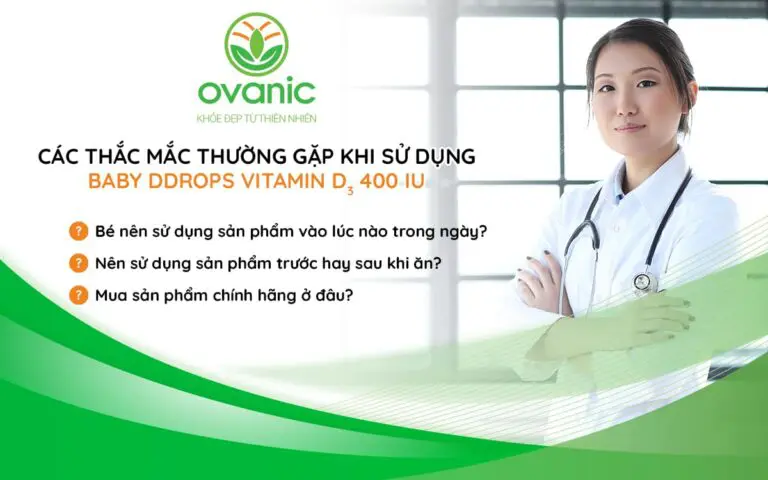 ovanic
KHỎE ĐẸP TỪ THIÊN NHIÊN
CÁC THẮC MẮC THƯỜNG GẶP KHI SỬ DỤNG
BABY DDROPS VITAMIN D3 400 IU
? Bé nên sử dụng sản phẩm vào lúc nào trong ngày?
? Nên sử dụng sản phẩm trước hay sau khi ăn?
? Mua sản phẩm chính hãng ở đâu?